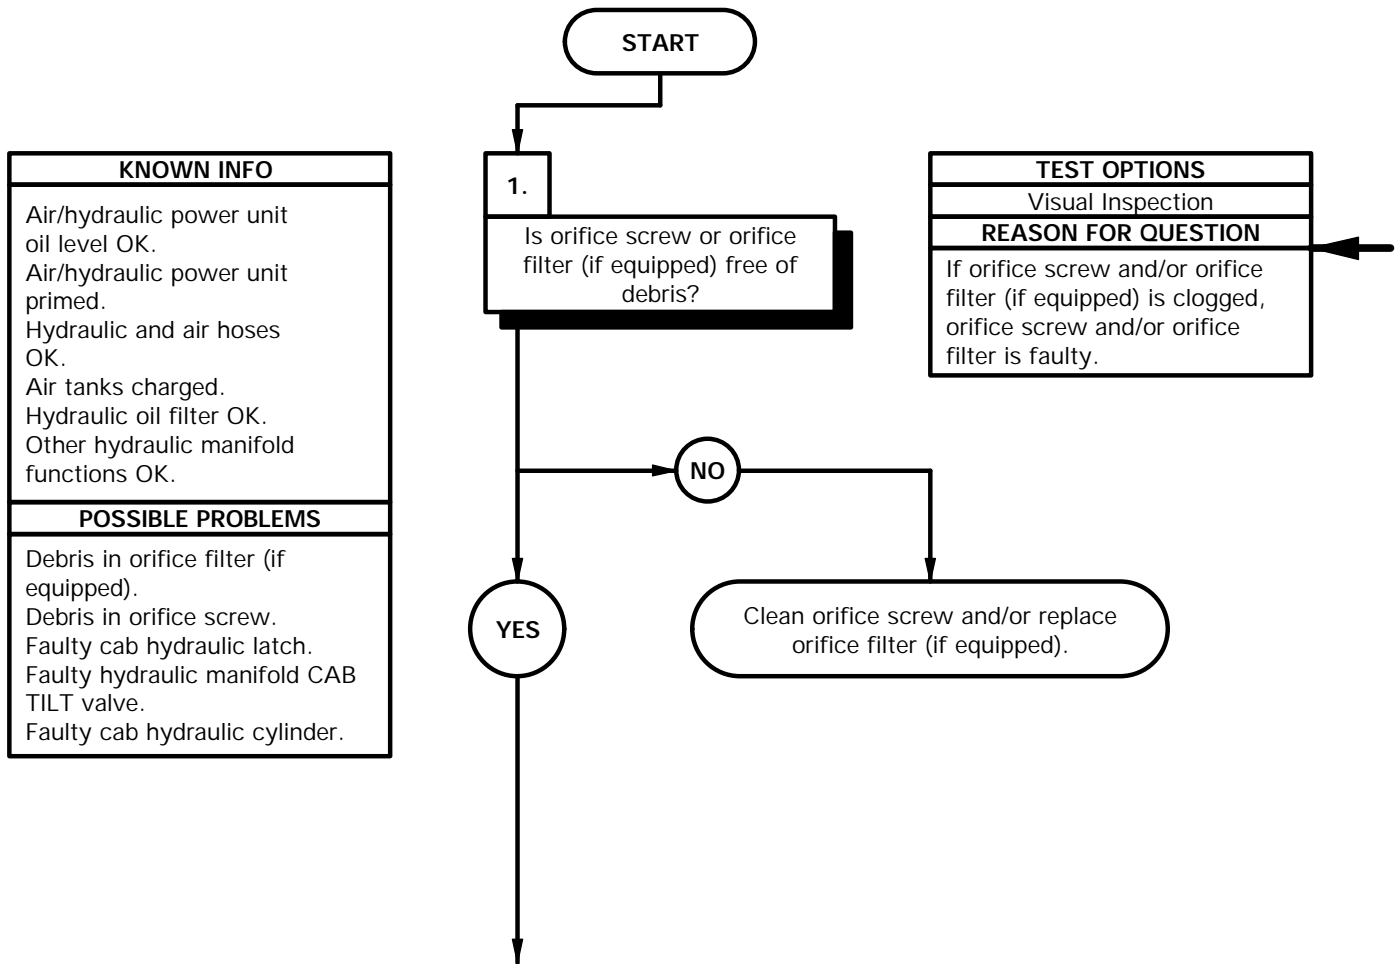 START
KNOWN INFO
Air/hydraulic power unit
oil level OK.
Air/hydraulic power unit
primed.
Hydraulic and air hoses
OK.
Air tanks charged.
Hydraulic oil filter OK.
Other hydraulic manifold
functions OK.
POSSIBLE PROBLEMS
Debris in orifice filter (if
equipped).
Debris in orifice screw.
Faulty cab hydraulic latch.
Faulty hydraulic manifold CAB
TILT valve.
Faulty cab hydraulic cylinder.
1.
Is orifice screw or orifice
filter (if equipped) free of
debris?
TEST OPTIONS
Visual Inspection
REASON FOR QUESTION
If orifice screw and/or orifice
filter (if equipped) is clogged,
orifice screw and/or orifice
filter is faulty.
NO
YES
Clean orifice screw and/or replace
orifice filter (if equipped).